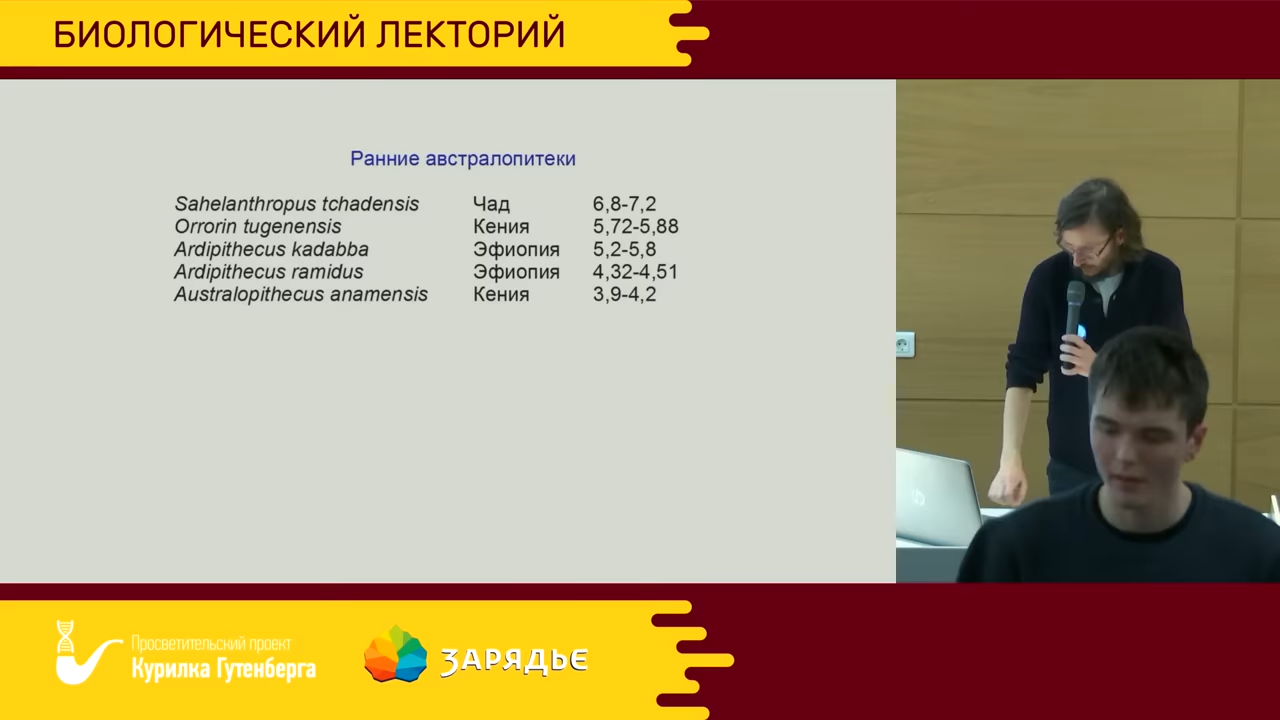 БИОЛОГИЧЕСКИЙ ЛЕКТОРИЙ
Ранние австралопитеки
Sahelanthropus tchadensis Чад 6,8-7,2
Orrorin tugenensis Кения 5,72-5,88
Ardipithecus kadabba Эфиопия 5,2-5,8
Ardipithecus ramidus Эфиопия 4,32-4,51
Australopithecus anamensis Кения 3,9-4,2
Просветительский проект
Курилка Гутенберга
ЗАРЯДЬЕ